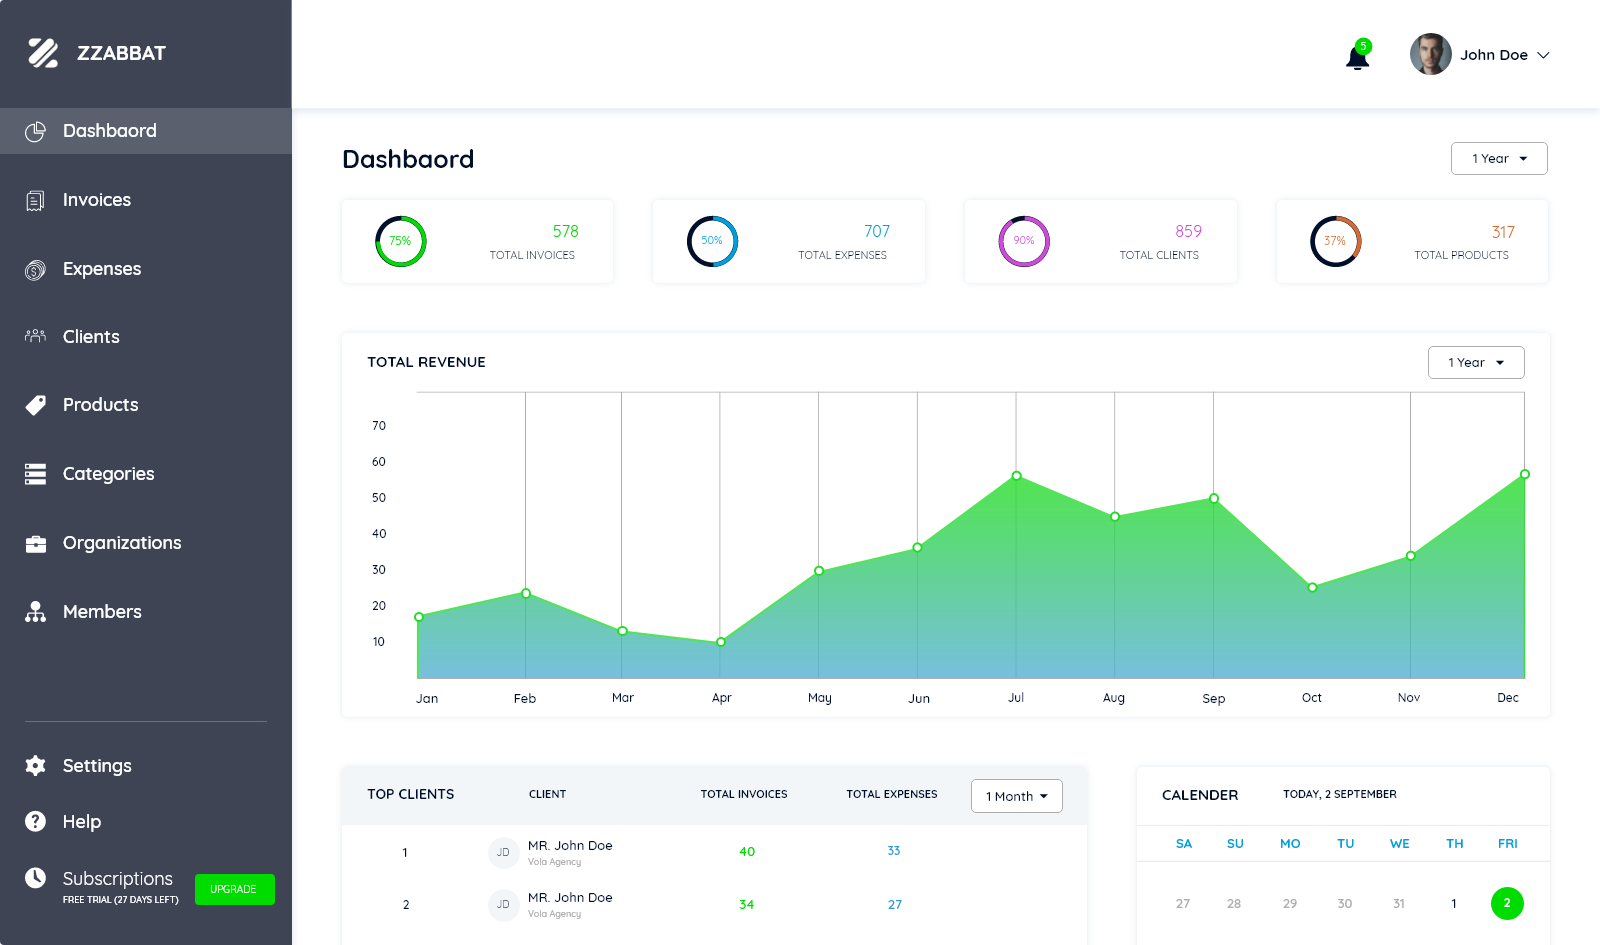 ZZABBAT
5
John Doe
Dashbaord
Invoices
Expenses
Clients
Products
Categories
Organizations
Members
Settings
Help
Subscriptions
FREE TRIAL (27 DAYS LEFT)
UPGRADE
Dashbaord
1 Year
75%
578
TOTAL INVOICES
50%
707
TOTAL EXPENSES
90%
859
TOTAL CLIENTS
37%
317
TOTAL PRODUCTS
TOTAL REVENUE
1 Year
70
60
50
40
30
20
10
Jan Feb Mar Apr May Jun Jul Aug Sep Oct Nov Dec
TOP CLIENTS CLIENT TOTAL INVOICES TOTAL EXPENSES 1 Month
1 JD MR. John Doe 40 33
Vola Agency
2 JD MR. John Doe 34 27
Vola Agency
CALENDER TODAY, 2 SEPTEMBER
SA SU MO TU WE TH FRI
27 28 29 30 31 1 2